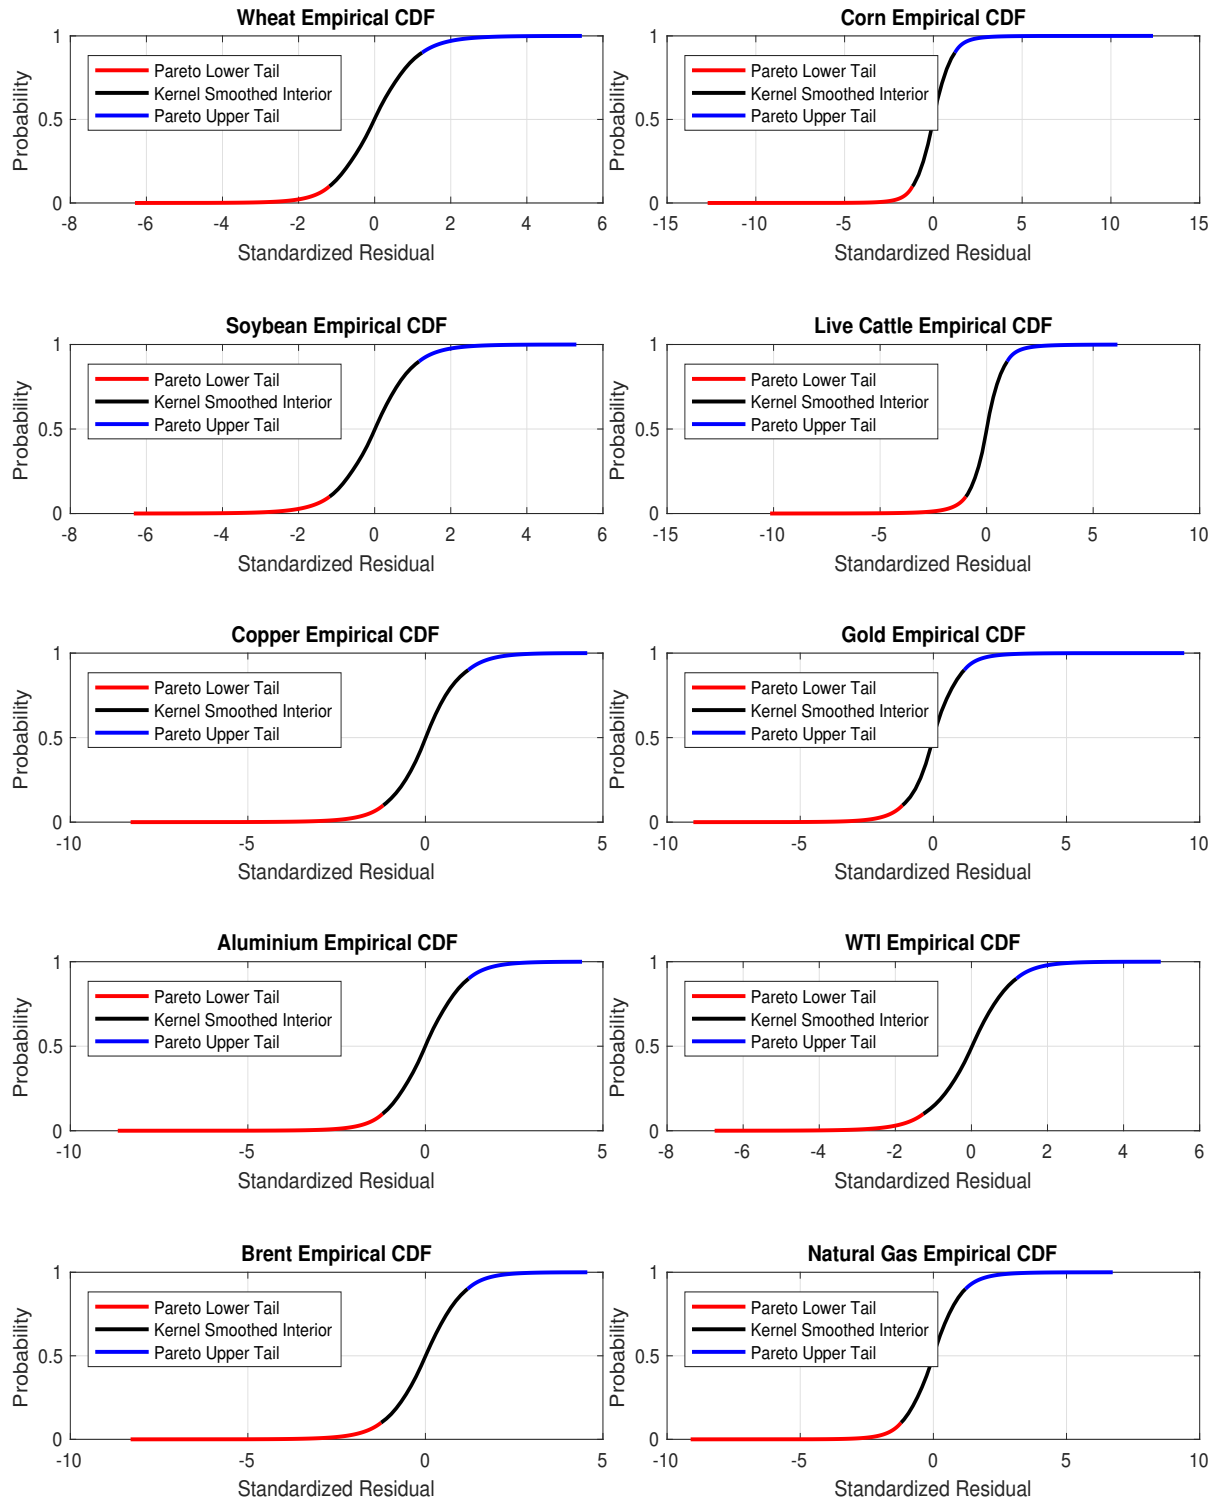 Wheat Empirical CDF
Probability
1
0.5
0
Pareto Lower Tail
Kernel Smoothed Interior
Pareto Upper Tail
-8 -6 -4 -2 0 2 4 6
Standardized Residual
Corn Empirical CDF
Probability
1
0.5
0
Pareto Lower Tail
Kernel Smoothed Interior
Pareto Upper Tail
-15 -10 -5 0 5 10 15
Standardized Residual
Soybean Empirical CDF
Probability
1
0.5
0
Pareto Lower Tail
Kernel Smoothed Interior
Pareto Upper Tail
-8 -6 -4 -2 0 2 4 6
Standardized Residual
Live Cattle Empirical CDF
Probability
1
0.5
0
Pareto Lower Tail
Kernel Smoothed Interior
Pareto Upper Tail
-15 -10 -5 0 5 10
Standardized Residual
Copper Empirical CDF
Probability
1
0.5
0
Pareto Lower Tail
Kernel Smoothed Interior
Pareto Upper Tail
-10 -5 0 5
Standardized Residual
Gold Empirical CDF
Probability
1
0.5
0
Pareto Lower Tail
Kernel Smoothed Interior
Pareto Upper Tail
-10 -5 0 5 10
Standardized Residual
Aluminium Empirical CDF
Probability
1
0.5
0
Pareto Lower Tail
Kernel Smoothed Interior
Pareto Upper Tail
-10 -5 0 5
Standardized Residual
WTI Empirical CDF
Probability
1
0.5
0
Pareto Lower Tail
Kernel Smoothed Interior
Pareto Upper Tail
-8 -6 -4 -2 0 2 4 6
Standardized Residual
Brent Empirical CDF
Probability
1
0.5
0
Pareto Lower Tail
Kernel Smoothed Interior
Pareto Upper Tail
-10 -5 0 5
Standardized Residual
Natural Gas Empirical CDF
Probability
1
0.5
0
Pareto Lower Tail
Kernel Smoothed Interior
Pareto Upper Tail
-10 -5 0 5 10
Standardized Residual